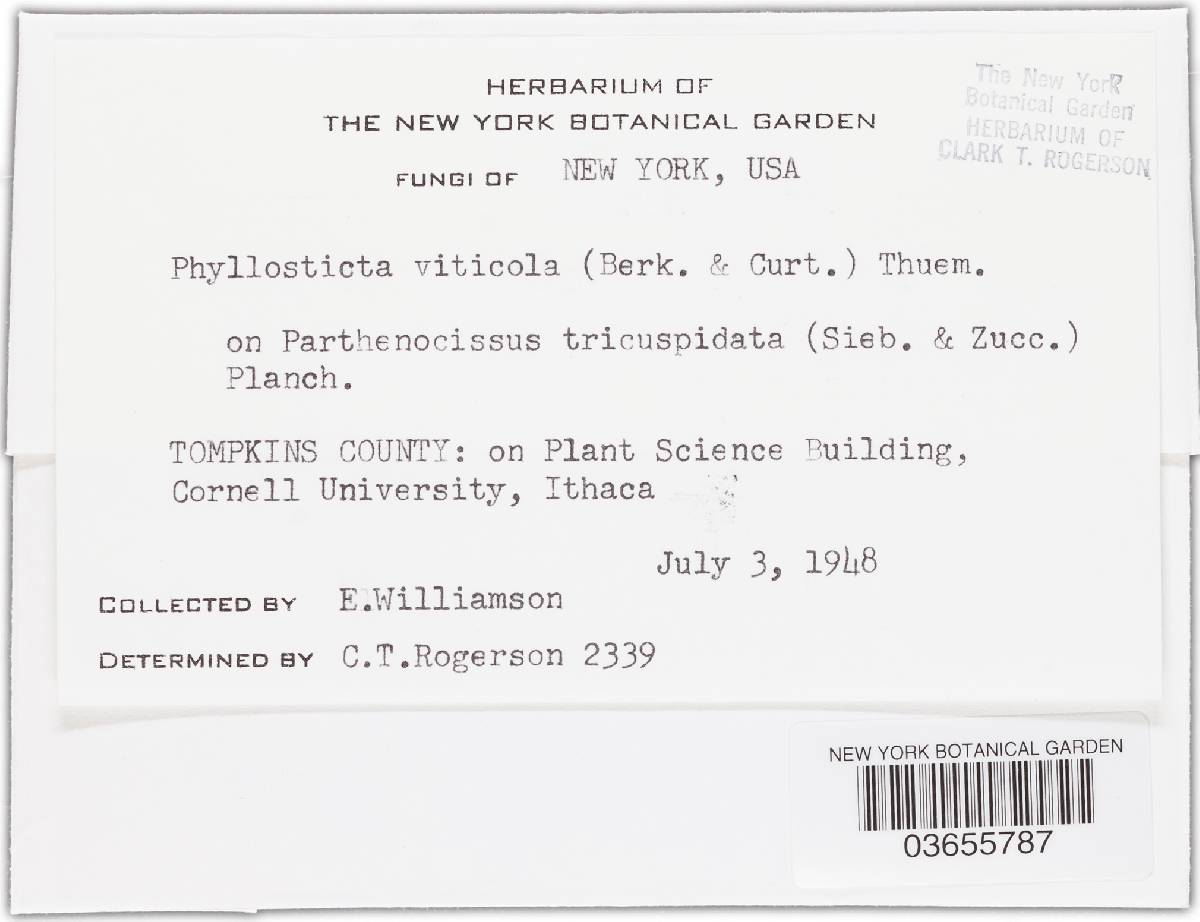 HERBARIUM OF
THE NEW YORK BOTANICAL GARDEN
FUNGI OF NEW YORK, USA
The New York
Botanical Garden
HERBARIUM OF
CLARK T. ROGERSON
Phyllosticta viticola (Berk. & Curt.) Thuem.
on Parthenocissus tricuspidata (Sieb. & Zucc.)
Planch.
TOMPKINS COUNTY: on Plant Science Building,
Cornell University, Ithaca
July 3, 1948
COLLECTED BY E.Williamson
DETERMINED BY C.T.Rogerson 2339
NEW YORK BOTANICAL GARDEN
03655787